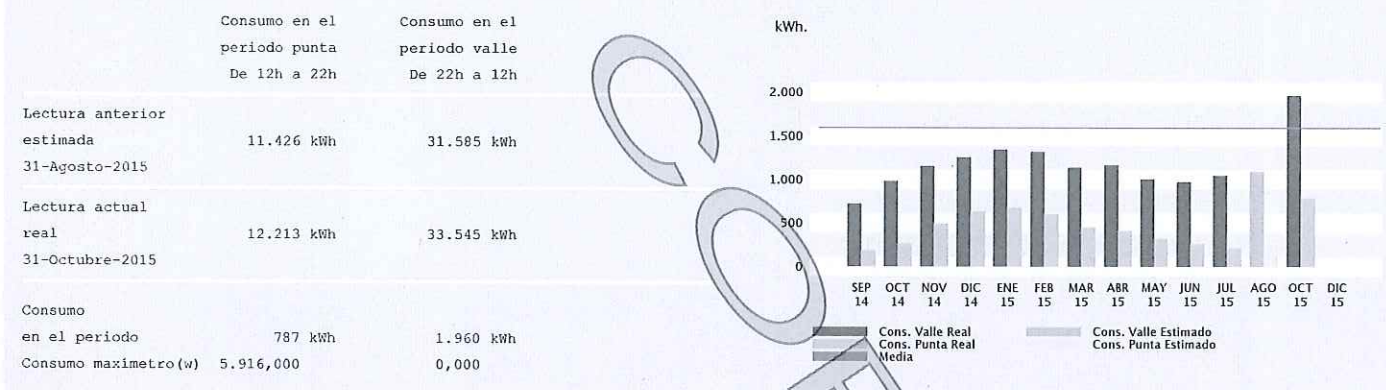 Consumo en el Consumo en el
periodo punta periodo valle
De 12h a 22h De 22h a 12h
Lectura anterior
estimada 11.426 kWh 31.585 kWh
31-Agosto-2015
Lectura actual
real 12.213 kWh 33.545 kWh
31-Octubre-2015
Consumo
en el periodo 787 kWh 1.960 kWh
Consumo maximetro(w) 5.916,000 0,000
kWh.
2.000
1.500
1.000
500
0
SEP OCT NOV DIC ENE FEB MAR ABR MAY JUN JUL AGO OCT DIC
14 14 14 14 15 15 15 15 15 15 15 15 15 15
Cons. Valle Real Cons. Valle Estimado
Cons. Punta Real Cons. Punta Estimado
Media